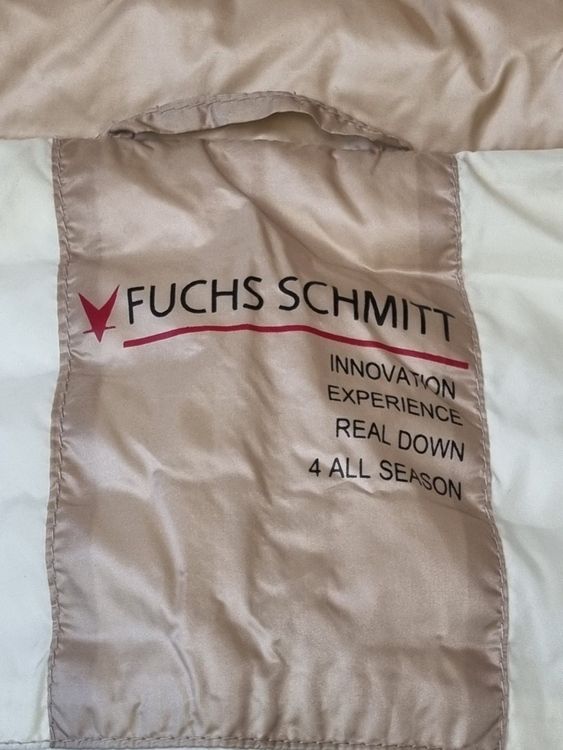 FUCHS SCHMITT
INNOVATION
EXPERIENCE
REAL DOWN
4 ALL SEASON